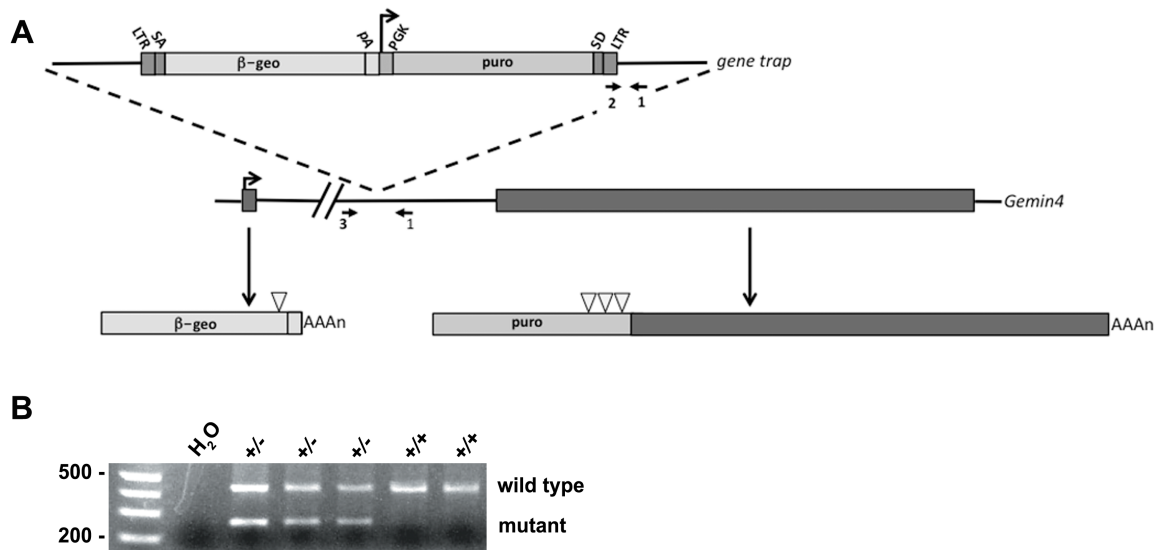 A
LTR SA pA PGK SD LTR
β-geo puro gene trap
2 1
3 1 Gemin4
β-geo AAAn puro AAAn
B
H2O +/- +/- +/- +/+ +/+
500 -
wild type
mutant
200 -